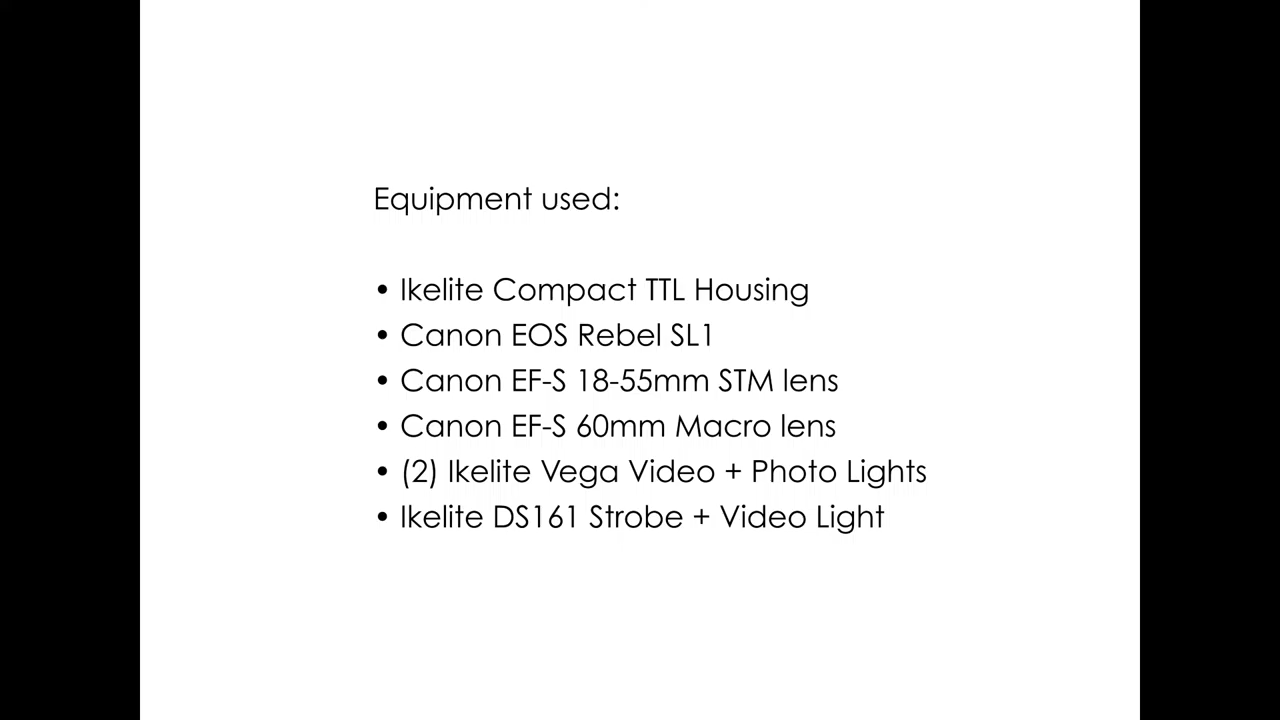 Equipment used:
• Ikelite Compact TTL Housing
• Canon EOS Rebel SL1
• Canon EF-S 18-55mm STM lens
• Canon EF-S 60mm Macro lens
• (2) Ikelite Vega Video + Photo Lights
• Ikelite DS161 Strobe + Video Light